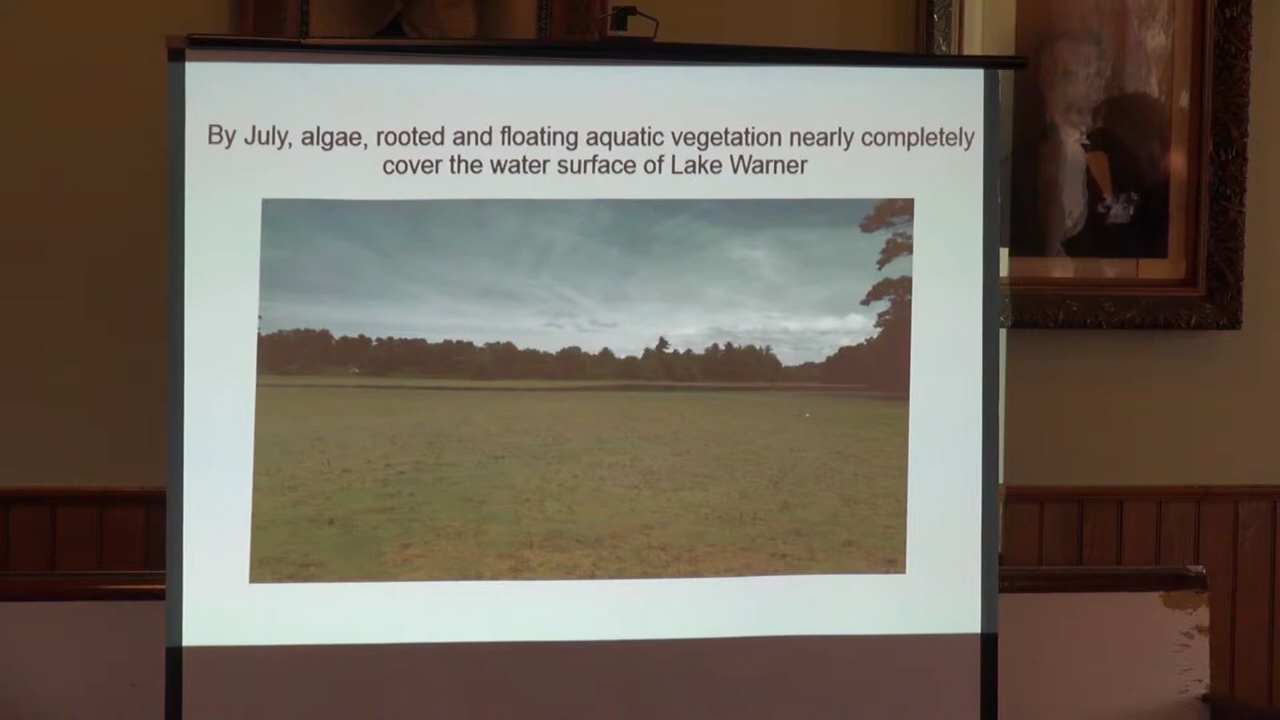 By July, algae, rooted and floating aquatic vegetation nearly completely
cover the water surface of Lake Warner